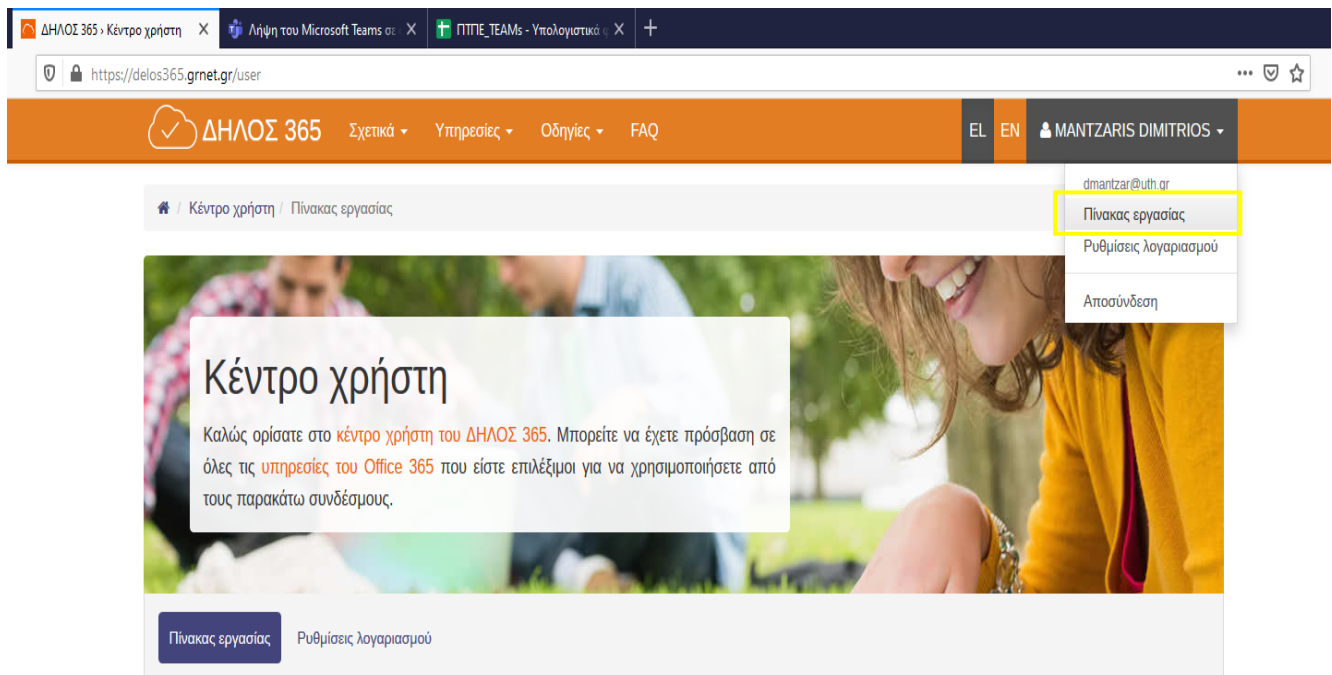 ΔΗΛΟΣ 365 › Κέντρο χρήστη
Λήψη του Microsoft Teams σε
ΠΤΠΕ_TEAMs - Υπολογιστικά φ
https://delos365.grnet.gr/user
ΔΗΛΟΣ 365 Σχετικά Υπηρεσίες Οδηγίες FAQ EL EN MANTZARIS DIMITRIOS
dmantzar@uth.gr
/ Κέντρο χρήστη / Πίνακας εργασίας
Πίνακας εργασίας
Ρυθμίσεις λογαριασμού
Αποσύνδεση
Κέντρο χρήστη
Καλώς ορίσατε στο κέντρο χρήστη του ΔΗΛΟΣ 365. Μπορείτε να έχετε πρόσβαση σε
όλες τις υπηρεσίες του Office 365 που είστε επιλέξιμοι για να χρησιμοποιήσετε από
τους παρακάτω συνδέσμους.
Πίνακας εργασίας Ρυθμίσεις λογαριασμού